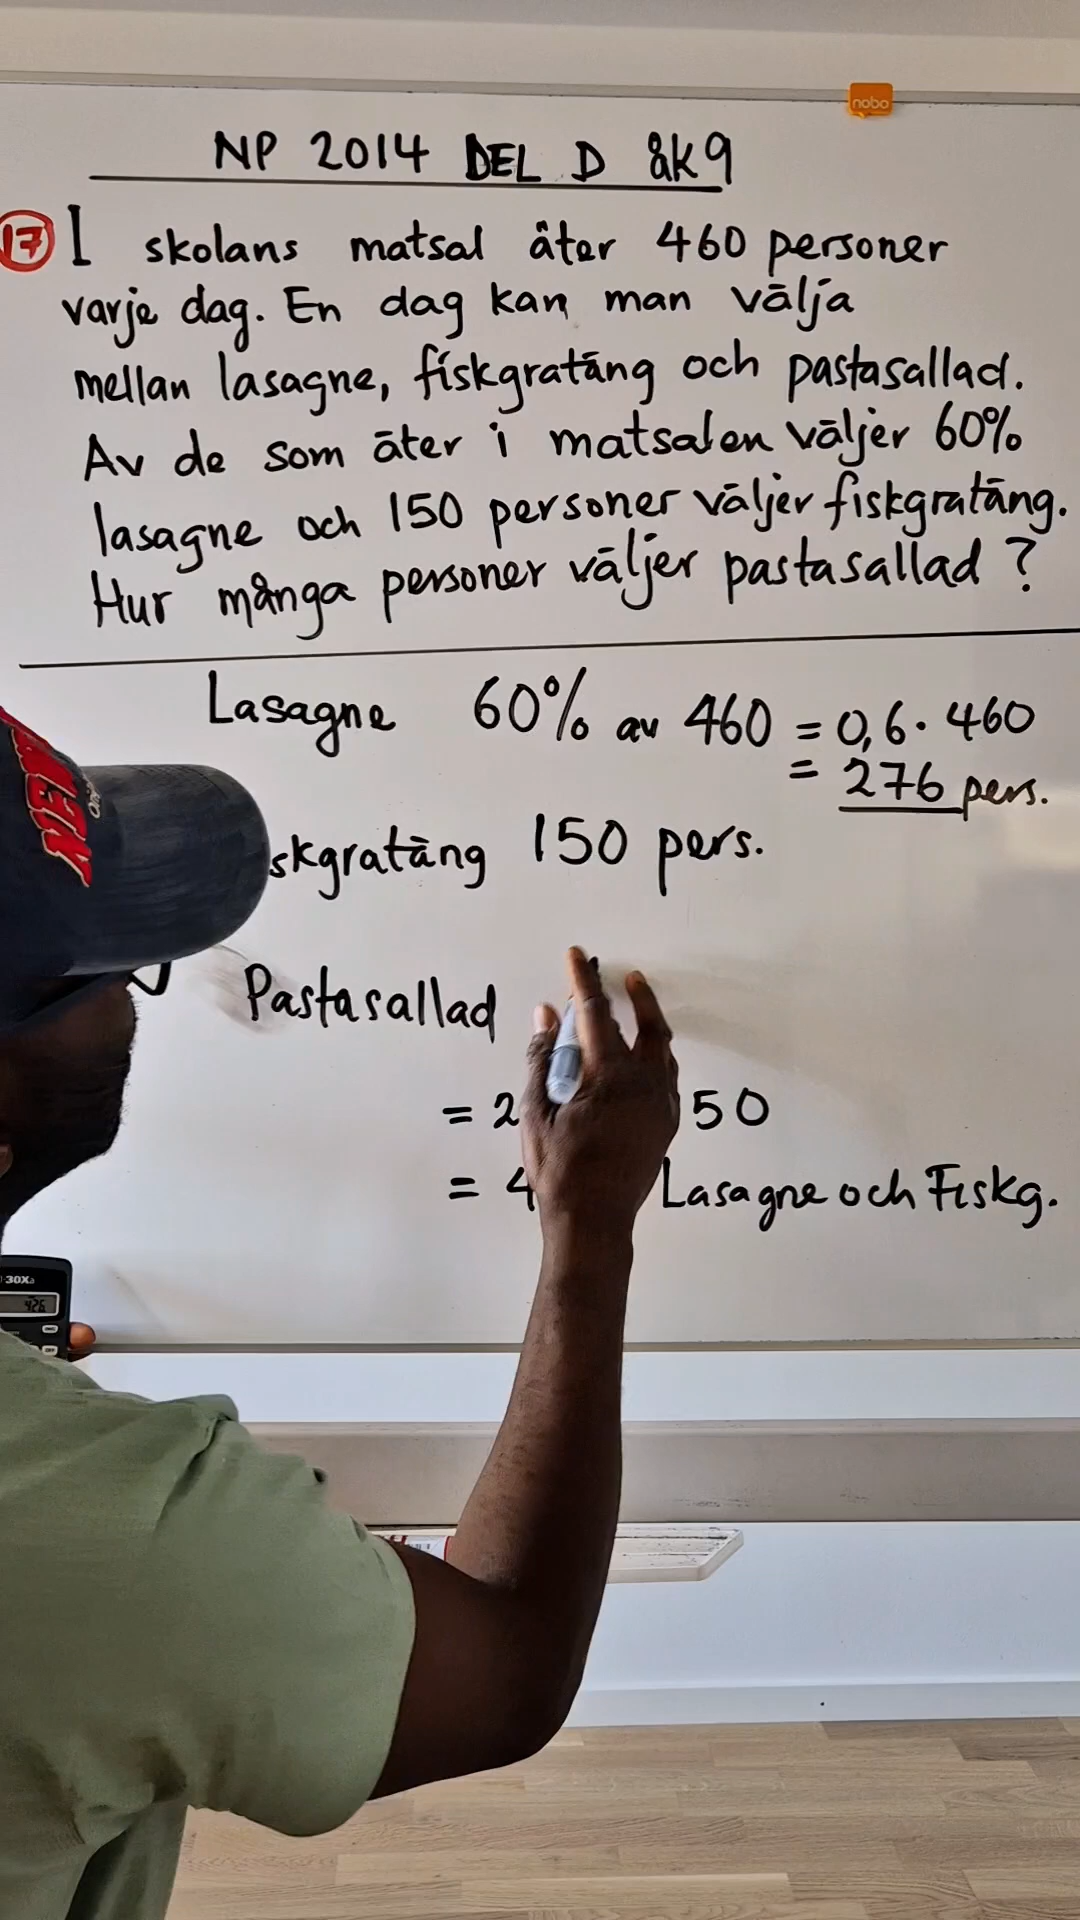 nobo
NP 2014 DEL D åk9
17 I skolans matsal äter 460 personer
varje dag. En dag kan man välja
mellan lasagne, fiskgratäng och pastasallad.
Av de som äter i matsalen väljer 60%
lasagne och 150 personer väljer fiskgratäng.
Hur många personer väljer pastasallad ?
Lasagne 60% av 460 = 0,6 · 460
= 276 pers.
skgratäng 150 pers.
Pastasallad
= 2 50
= 4 Lasagne och Fiskg.
30Xa
426